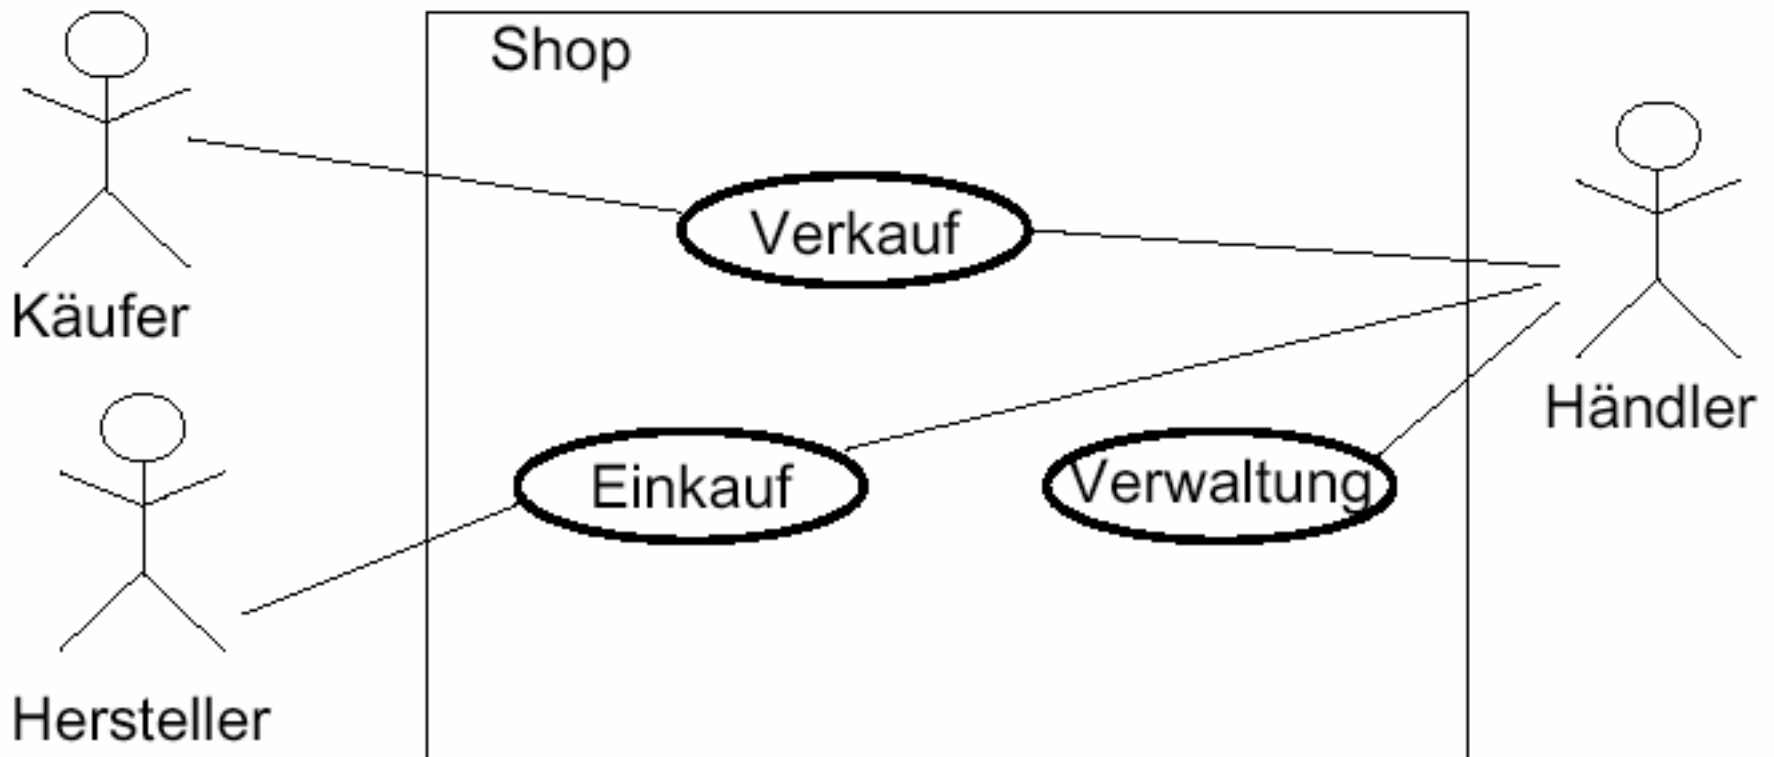 Shop
Käufer
Verkauf
Händler
Einkauf
Verwaltung
Hersteller